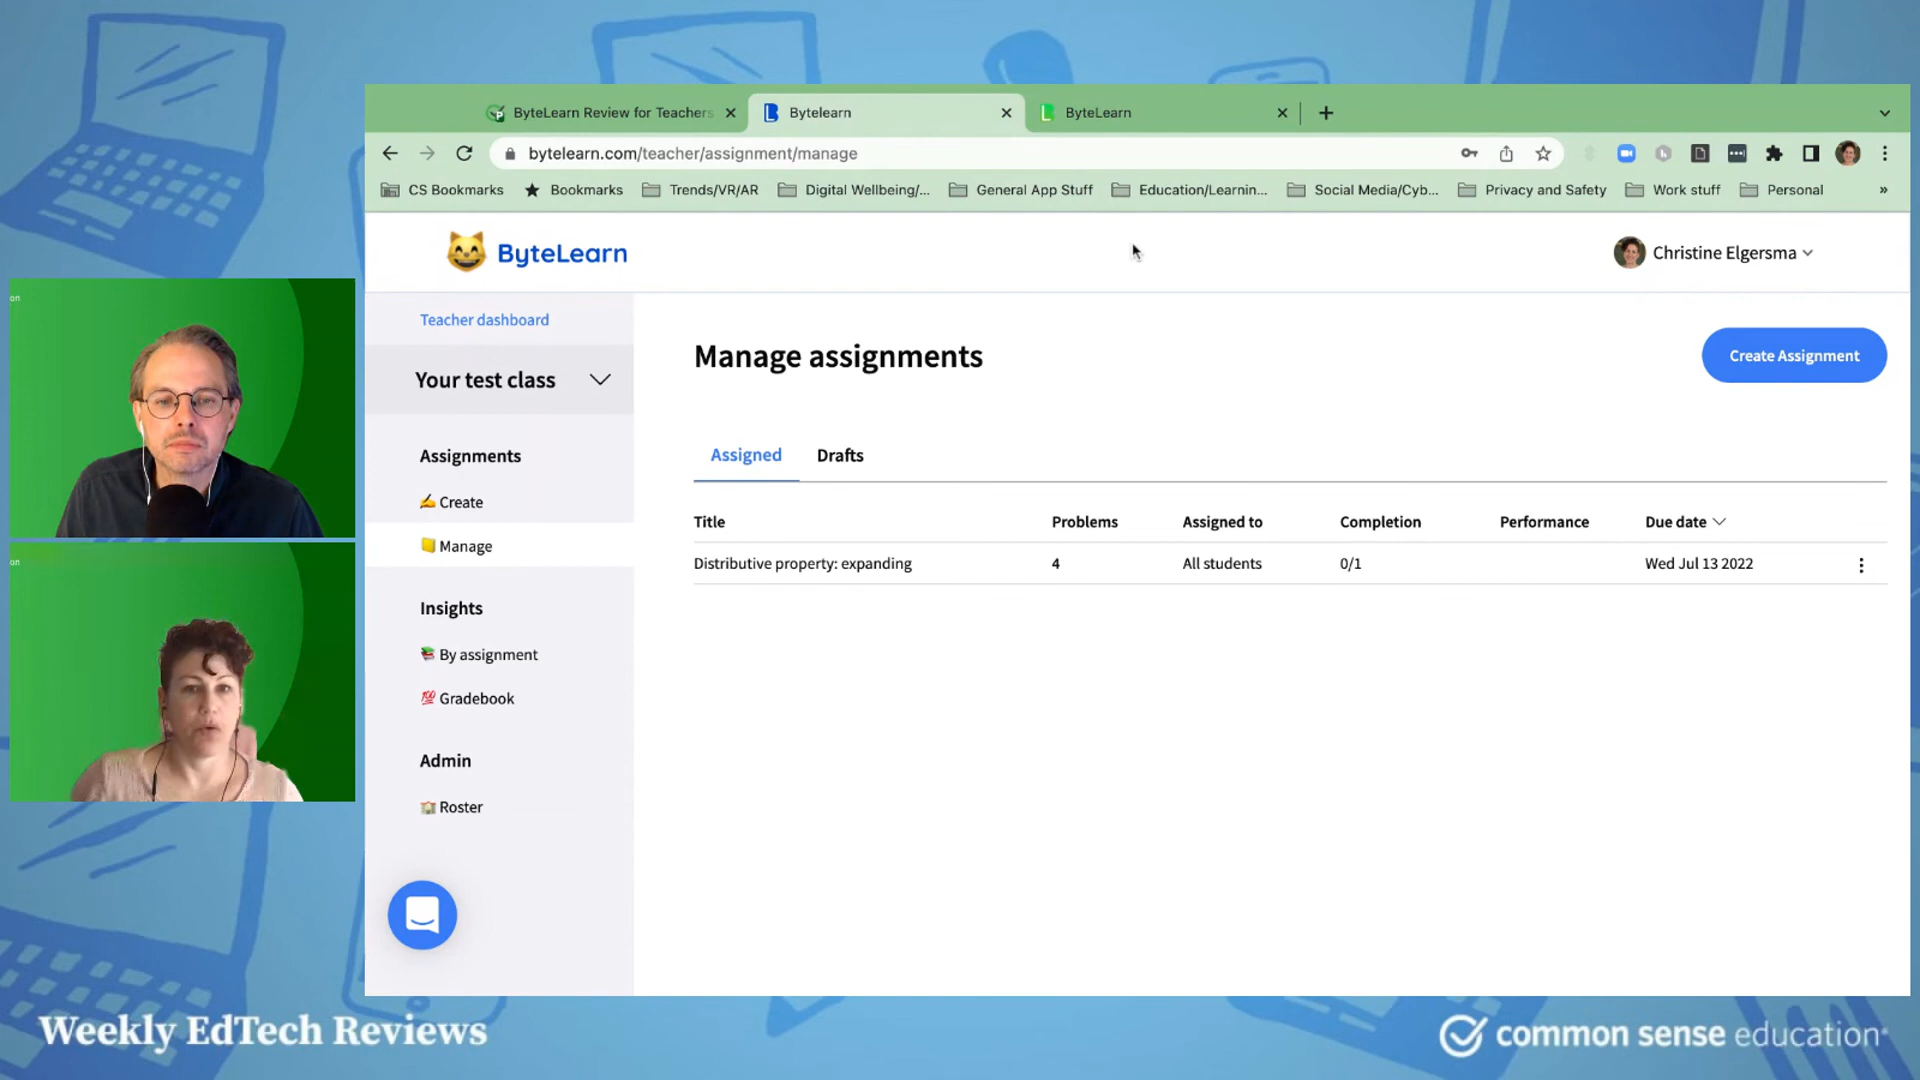 ByteLearn Review for Teachers
Bytelearn
ByteLearn
bytelearn.com/teacher/assignment/manage
CS Bookmarks
Bookmarks
Trends/VR/AR
Digital Wellbeing/...
General App Stuff
Education/Learnin...
Social Media/Cyb...
Privacy and Safety
Work stuff
Personal
»
ByteLearn
Christine Elgersma
Teacher dashboard
Your test class
Assignments
Create
Manage
Insights
By assignment
Gradebook
Admin
Roster
Manage assignments
Create Assignment
Assigned
Drafts
Title Problems Assigned to Completion Performance Due date
Distributive property: expanding 4 All students 0/1 Wed Jul 13 2022
on
on
Weekly EdTech Reviews
common sense education